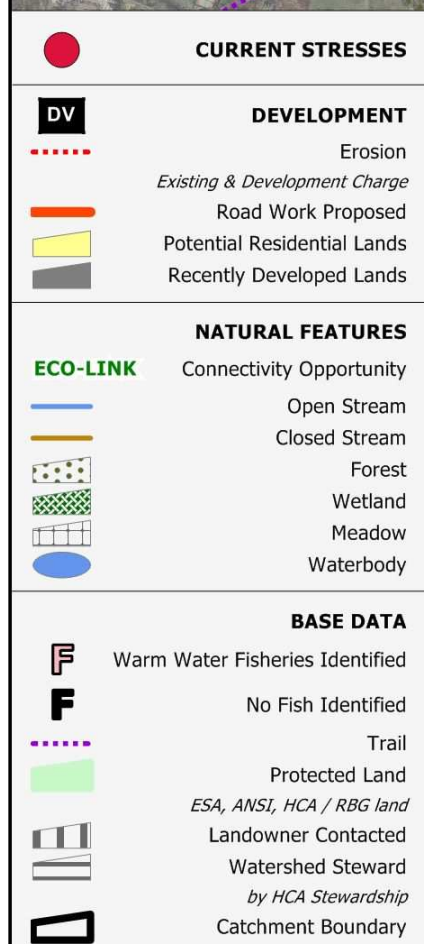 CURRENT STRESSES
DV DEVELOPMENT
Erosion
Existing & Development Charge
Road Work Proposed
Potential Residential Lands
Recently Developed Lands
NATURAL FEATURES
ECO-LINK Connectivity Opportunity
Open Stream
Closed Stream
Forest
Wetland
Meadow
Waterbody
BASE DATA
F Warm Water Fisheries Identified
F No Fish Identified
Trail
Protected Land
ESA, ANSI, HCA / RBG land
Landowner Contacted
Watershed Steward
by HCA Stewardship
Catchment Boundary